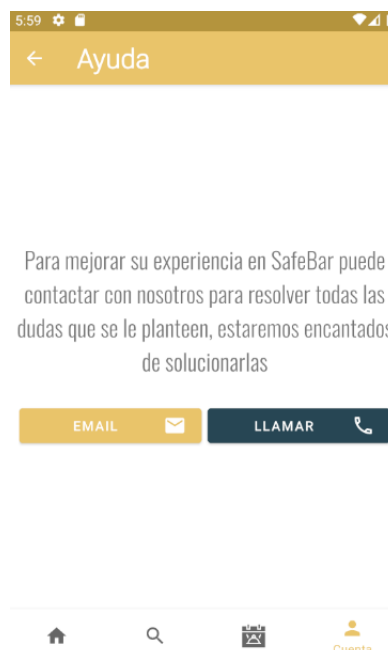 5:59
Ayuda
Para mejorar su experiencia en SafeBar puede
contactar con nosotros para resolver todas las
dudas que se le planteen, estaremos encantados
de solucionarlas
EMAIL
LLAMAR
Cuenta